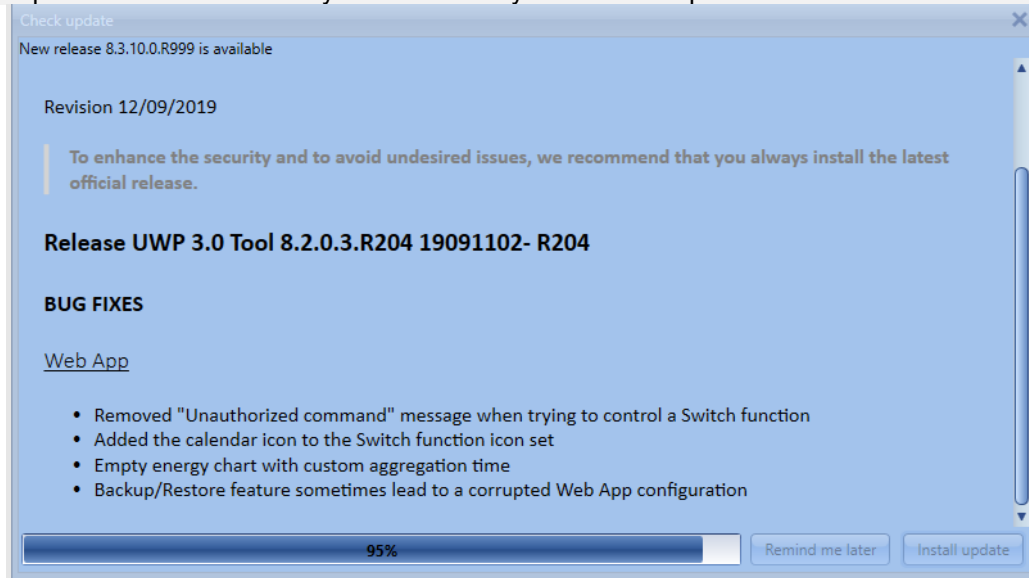 Check update
New release 8.3.10.0.R999 is available
Revision 12/09/2019
To enhance the security and to avoid undesired issues, we recommend that you always install the latest
official release.
Release UWP 3.0 Tool 8.2.0.3.R204 19091102- R204
BUG FIXES
Web App
• Removed "Unauthorized command" message when trying to control a Switch function
• Added the calendar icon to the Switch function icon set
• Empty energy chart with custom aggregation time
• Backup/Restore feature sometimes lead to a corrupted Web App configuration
95%
Remind me later
Install update